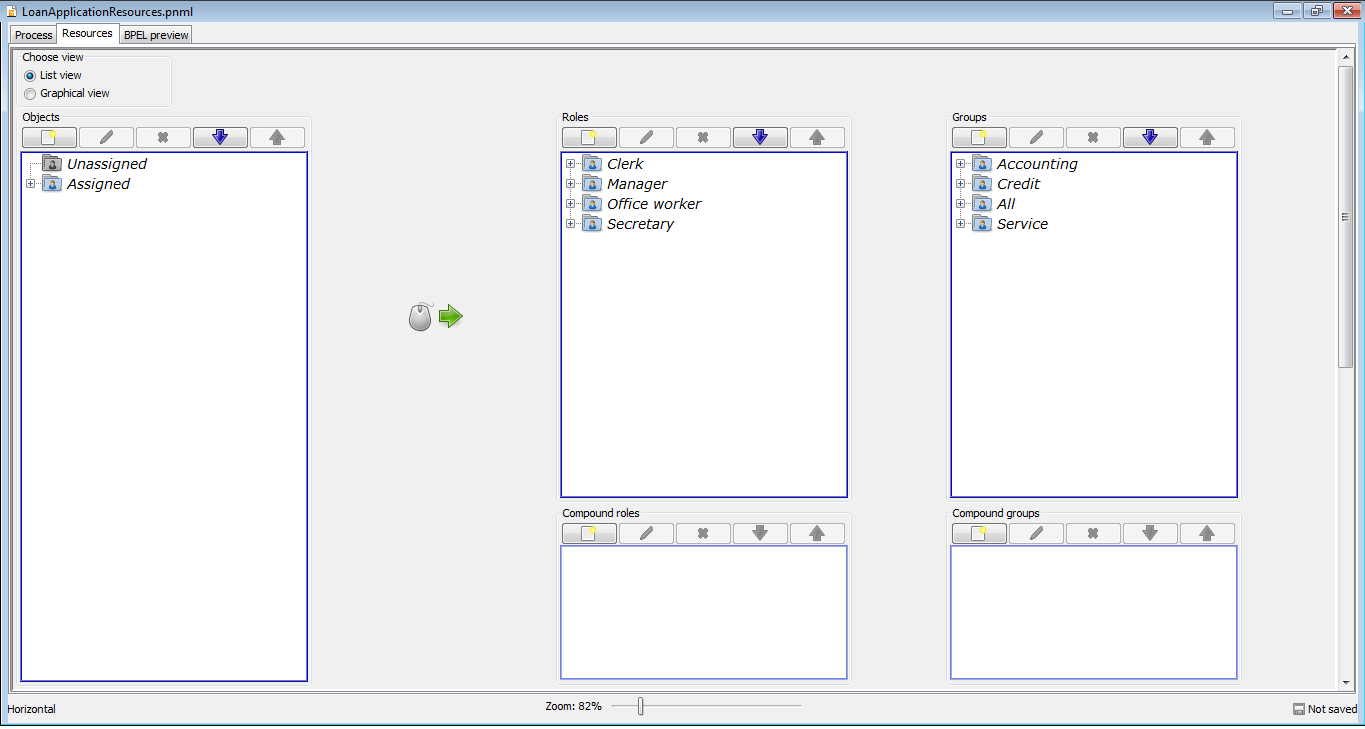 LoanApplicationResources.pnml
Process Resources BPEL preview
Choose view
List view
Graphical view
Objects
Unassigned
Assigned
Roles
Clerk
Manager
Office worker
Secretary
Groups
Accounting
Credit
All
Service
Compound roles
Compound groups
Horizontal
Zoom: 82%
Not saved